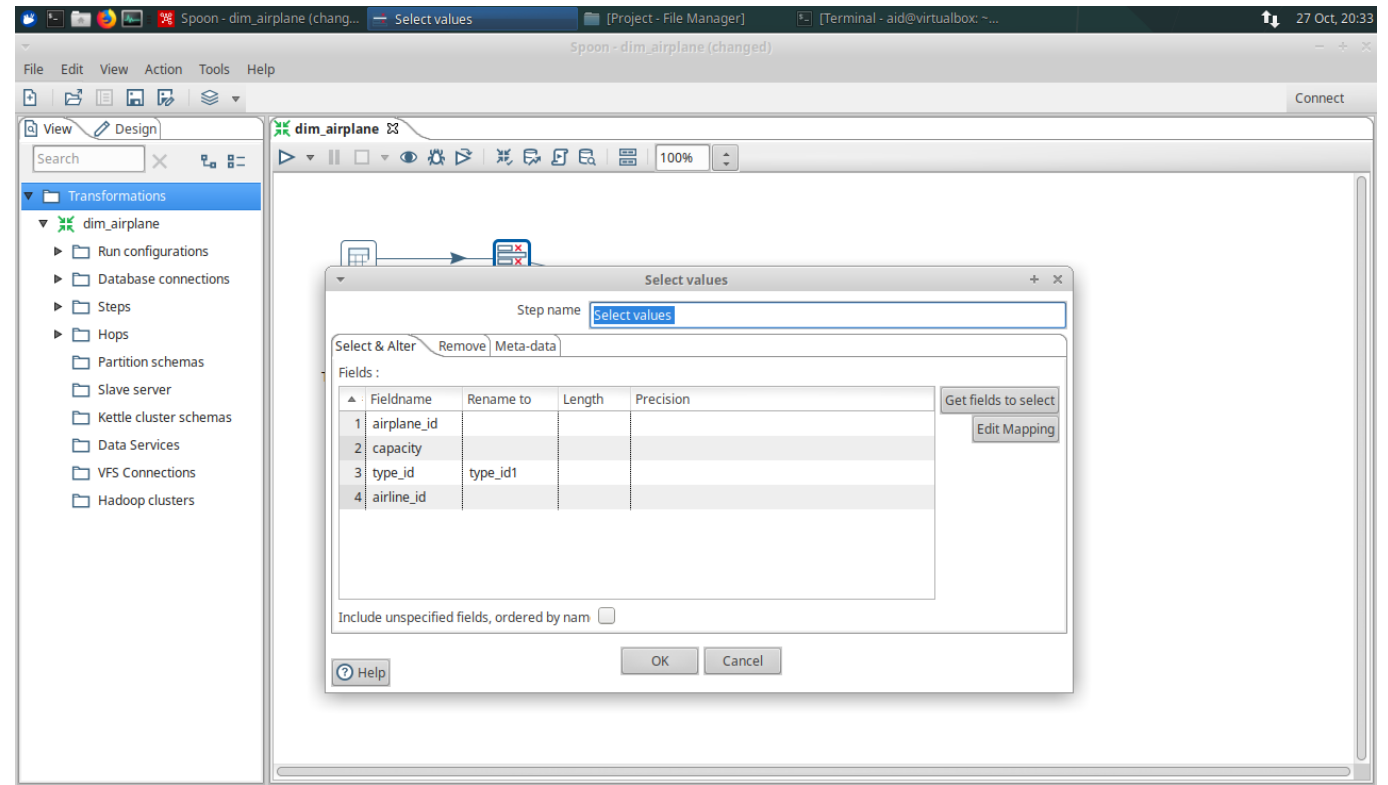 Spoon - dim_airplane (chang... Select values [Project - File Manager] [Terminal - aid@virtualbox: ~... 27 Oct, 20:33
Spoon - dim_airplane (changed)
File Edit View Action Tools Help
Connect
View Design
dim_airplane
Search
100%
Transformations
dim_airplane
Run configurations
Database connections
Steps
Hops
Partition schemas
Slave server
Kettle cluster schemas
Data Services
VFS Connections
Hadoop clusters
Select values
Step name Select values
Select & Alter Remove Meta-data
Fields :
Fieldname Rename to Length Precision
1 airplane_id
2 capacity
3 type_id type_id1
4 airline_id
Get fields to select
Edit Mapping
Include unspecified fields, ordered by nam
OK Cancel
Help